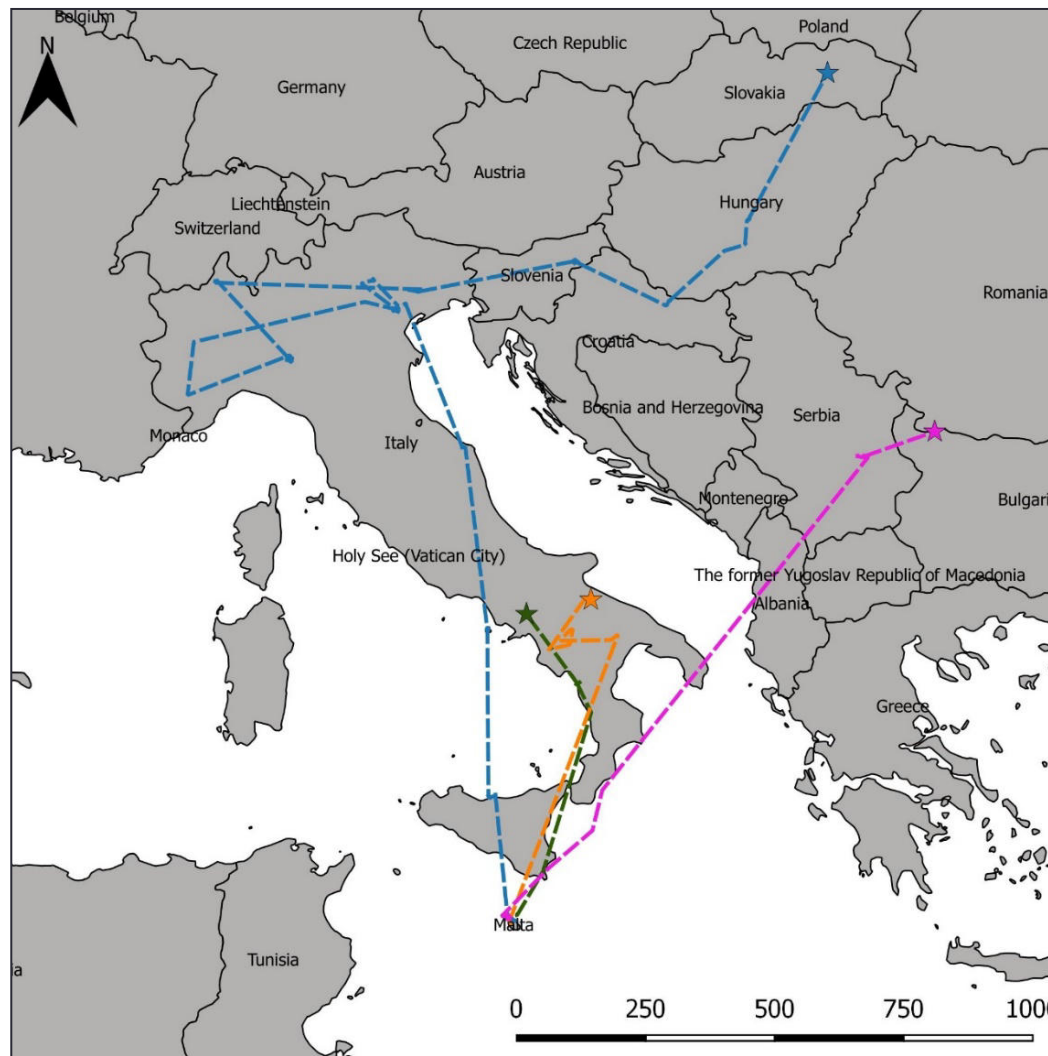 Belgium
Poland
N
Czech Republic
Germany
Slovakia
Austria
Liechtenstein
Hungary
Switzerland
Slovenia
Romania
Croatia
Bosnia and Herzegovina
Serbia
Monaco
Italy
Montenegro
Bulgari
Holy See (Vatican City)
The former Yugoslav Republic of Macedonia
Albania
Greece
Malta
Tunisia
ia
0 250 500 750 100